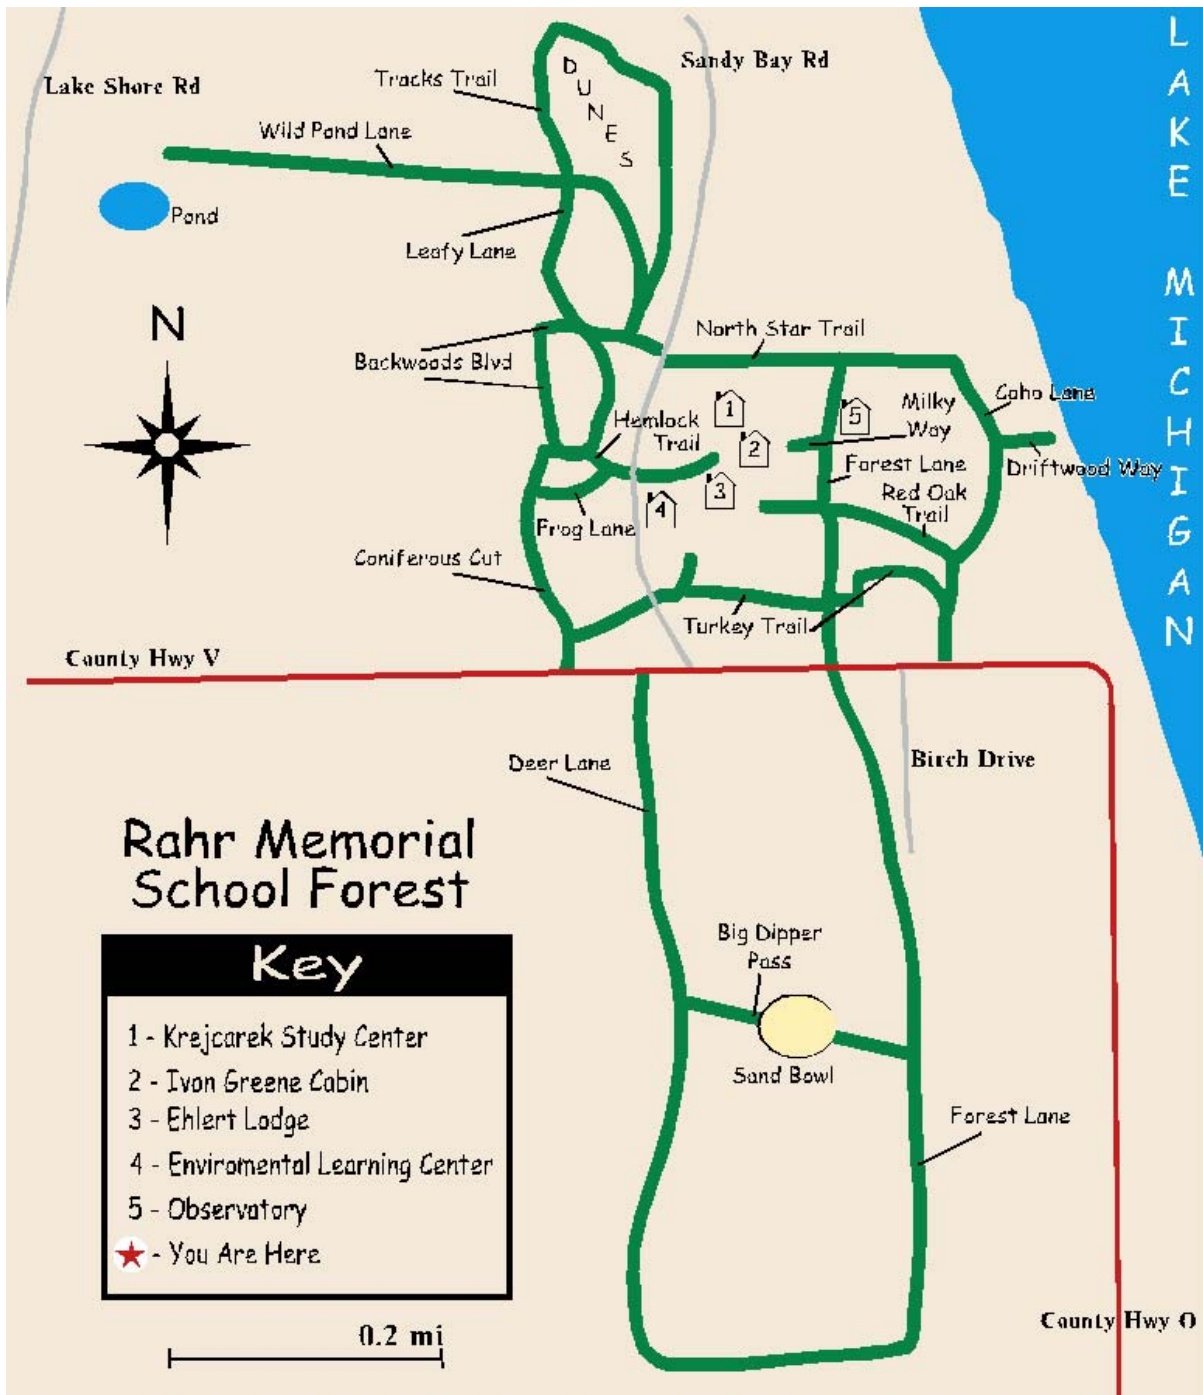 Sandy Bay Rd
DUNES
Tracks Trail
Lake Shore Rd
Wild Pond Lane
Pond
Leafy Lane
LAKE MICHIGAN
N
North Star Trail
Backwoods Blvd
Coho Lane
Milky
Way
Hemlock
Trail
1
5
2
Forest Lane
Driftwood Way
3
Red Oak
Trail
4
Frog Lane
Coniferous Cut
Turkey Trail
County Hwy V
Deer Lane
Birch Drive
Rahr Memorial
School Forest
Big Dipper
Pass
Key
1 - Krejcarek Study Center
2 - Ivon Greene Cabin
3 - Ehlert Lodge
4 - Enviromental Learning Center
5 - Observatory
- You Are Here
Sand Bowl
Forest Lane
County Hwy O
0.2 mi